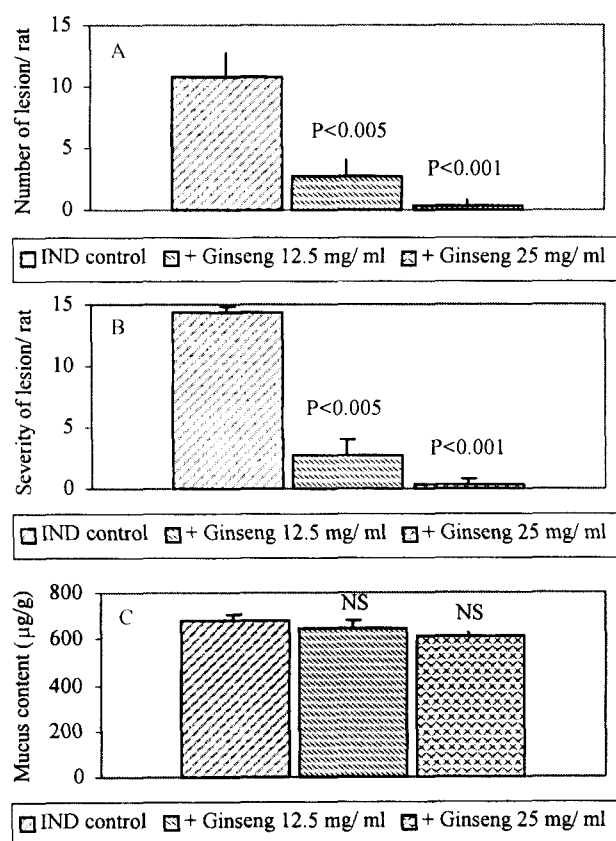 15
A
10
5
0
Number of lesion/ rat
P<0.005
P<0.001
IND control + Ginseng 12.5 mg/ ml + Ginseng 25 mg/ ml
15
B
10
5
0
Severity of lesion/ rat
P<0.005
P<0.001
IND control + Ginseng 12.5 mg/ ml + Ginseng 25 mg/ ml
800
C
600
400
200
0
Mucus content (µg/g)
NS
NS
IND control + Ginseng 12.5 mg/ ml + Ginseng 25 mg/ ml